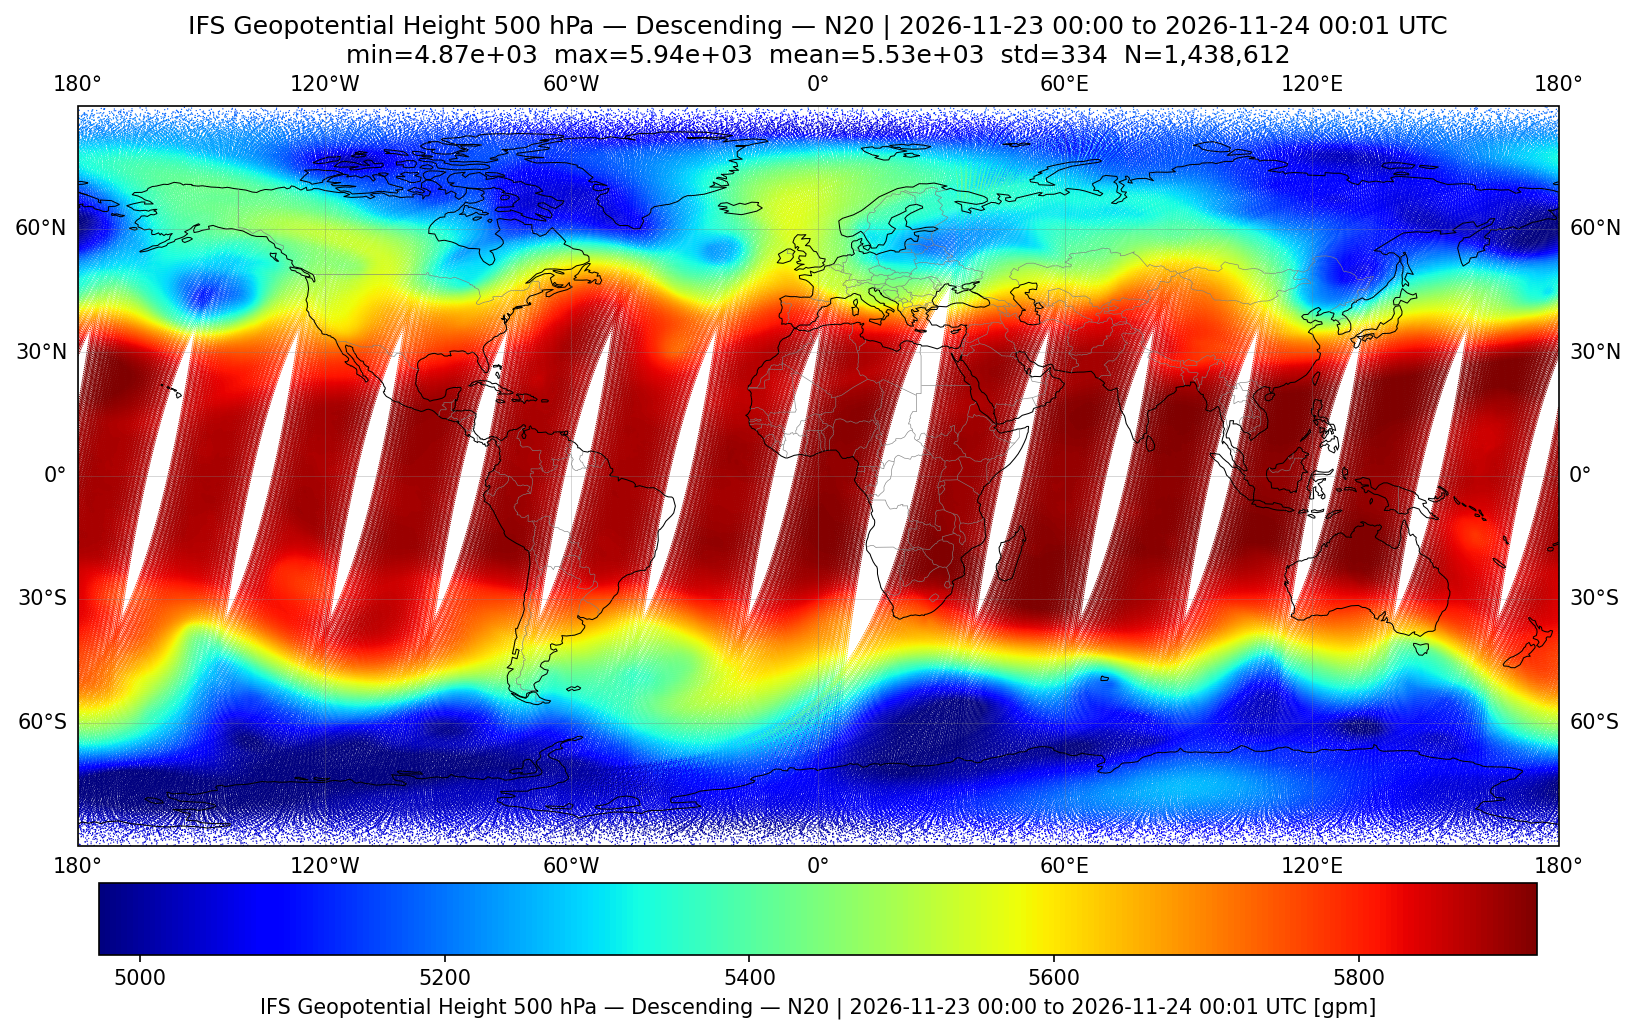 IFS Geopotential Height 500 hPa — Descending — N20 | 2026-11-23 00:00 to 2026-11-24 00:01 UTC
min=4.87e+03  max=5.94e+03  mean=5.53e+03  std=334  N=1,438,612
180° 120°W 60°W 0° 60°E 120°E 180°
60°N 60°N
30°N 30°N
0° 0°
30°S 30°S
60°S 60°S
180° 120°W 60°W 0° 60°E 120°E 180°
5000 5200 5400 5600 5800
IFS Geopotential Height 500 hPa — Descending — N20 | 2026-11-23 00:00 to 2026-11-24 00:01 UTC [gpm]